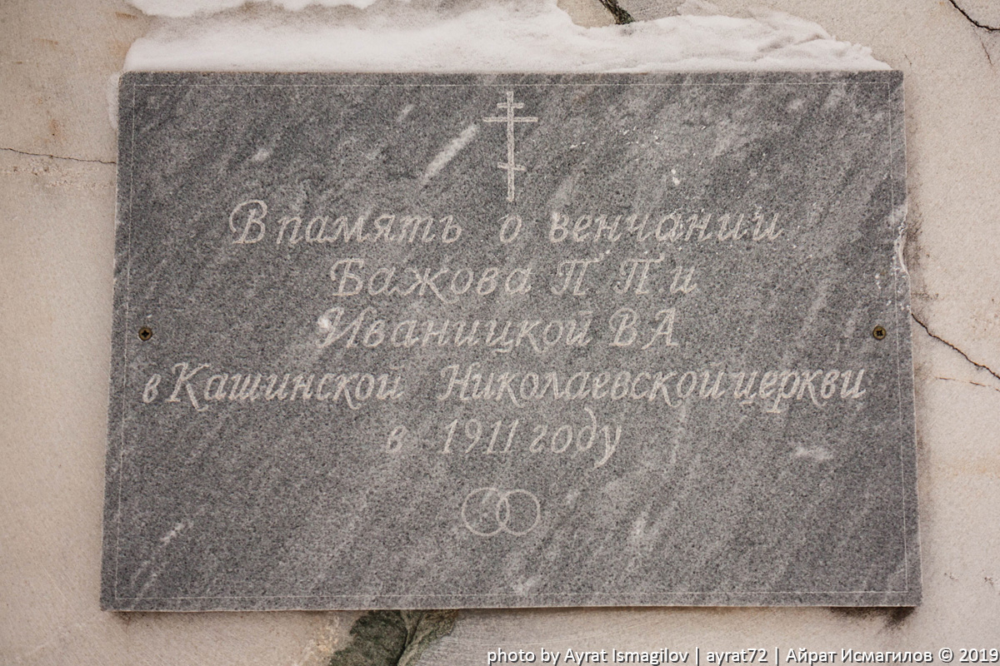 В память о венчании
Бажова П П и
Иваницкой В А
в Кашинской Николаевской церкви
в 1911 году
photo by Ayrat Ismagilov | ayrat72 | Айрат Исмагилов © 2019